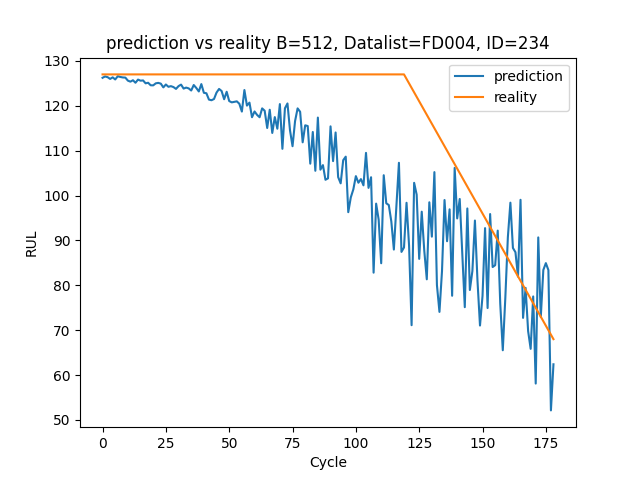 prediction vs reality B=512, Datalist=FD004, ID=234
prediction
reality
RUL
130
120
110
100
90
80
70
60
50
0 25 50 75 100 125 150 175
Cycle